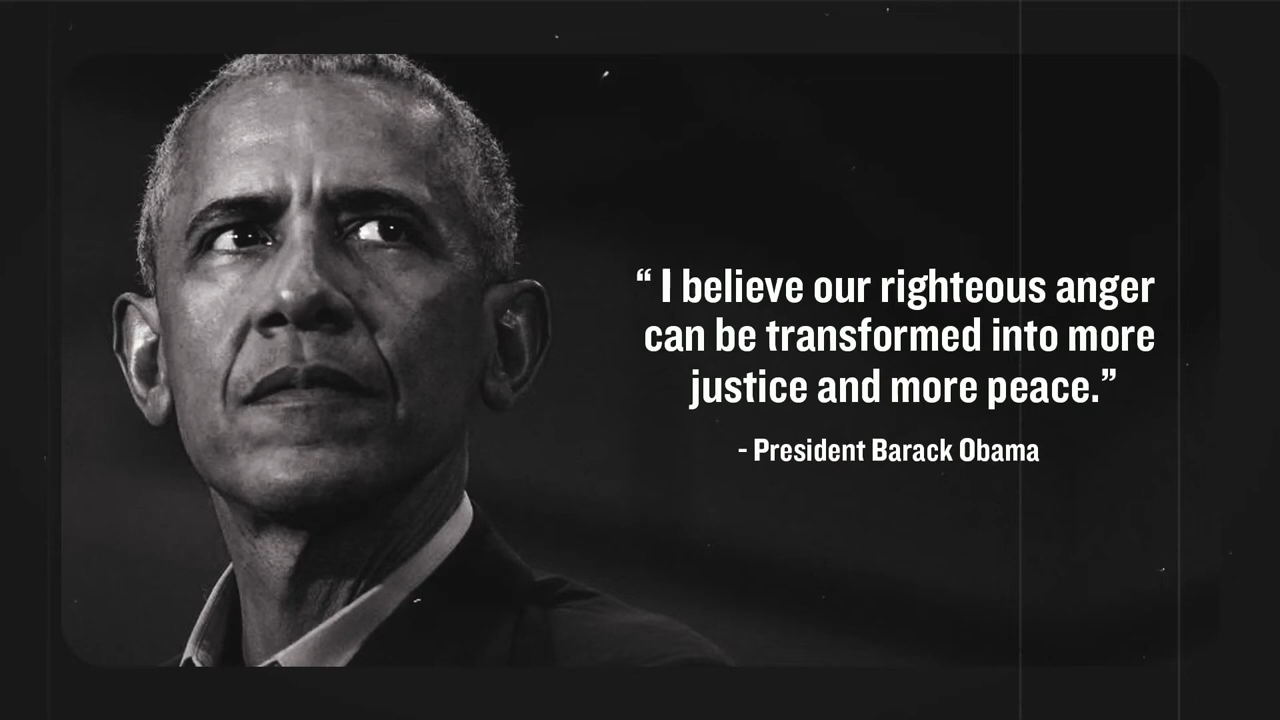 “ I believe our righteous anger
can be transformed into more
justice and more peace.”
- President Barack Obama